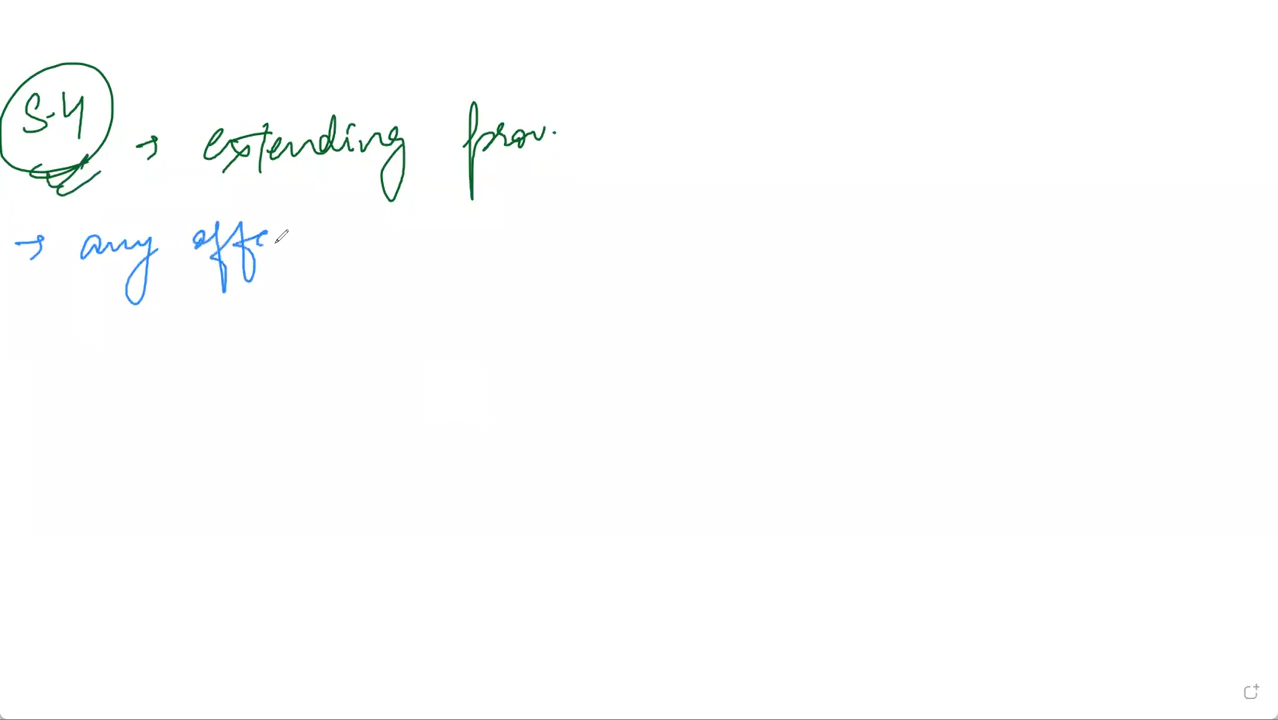 S-4 → extending prov.
→ any offe